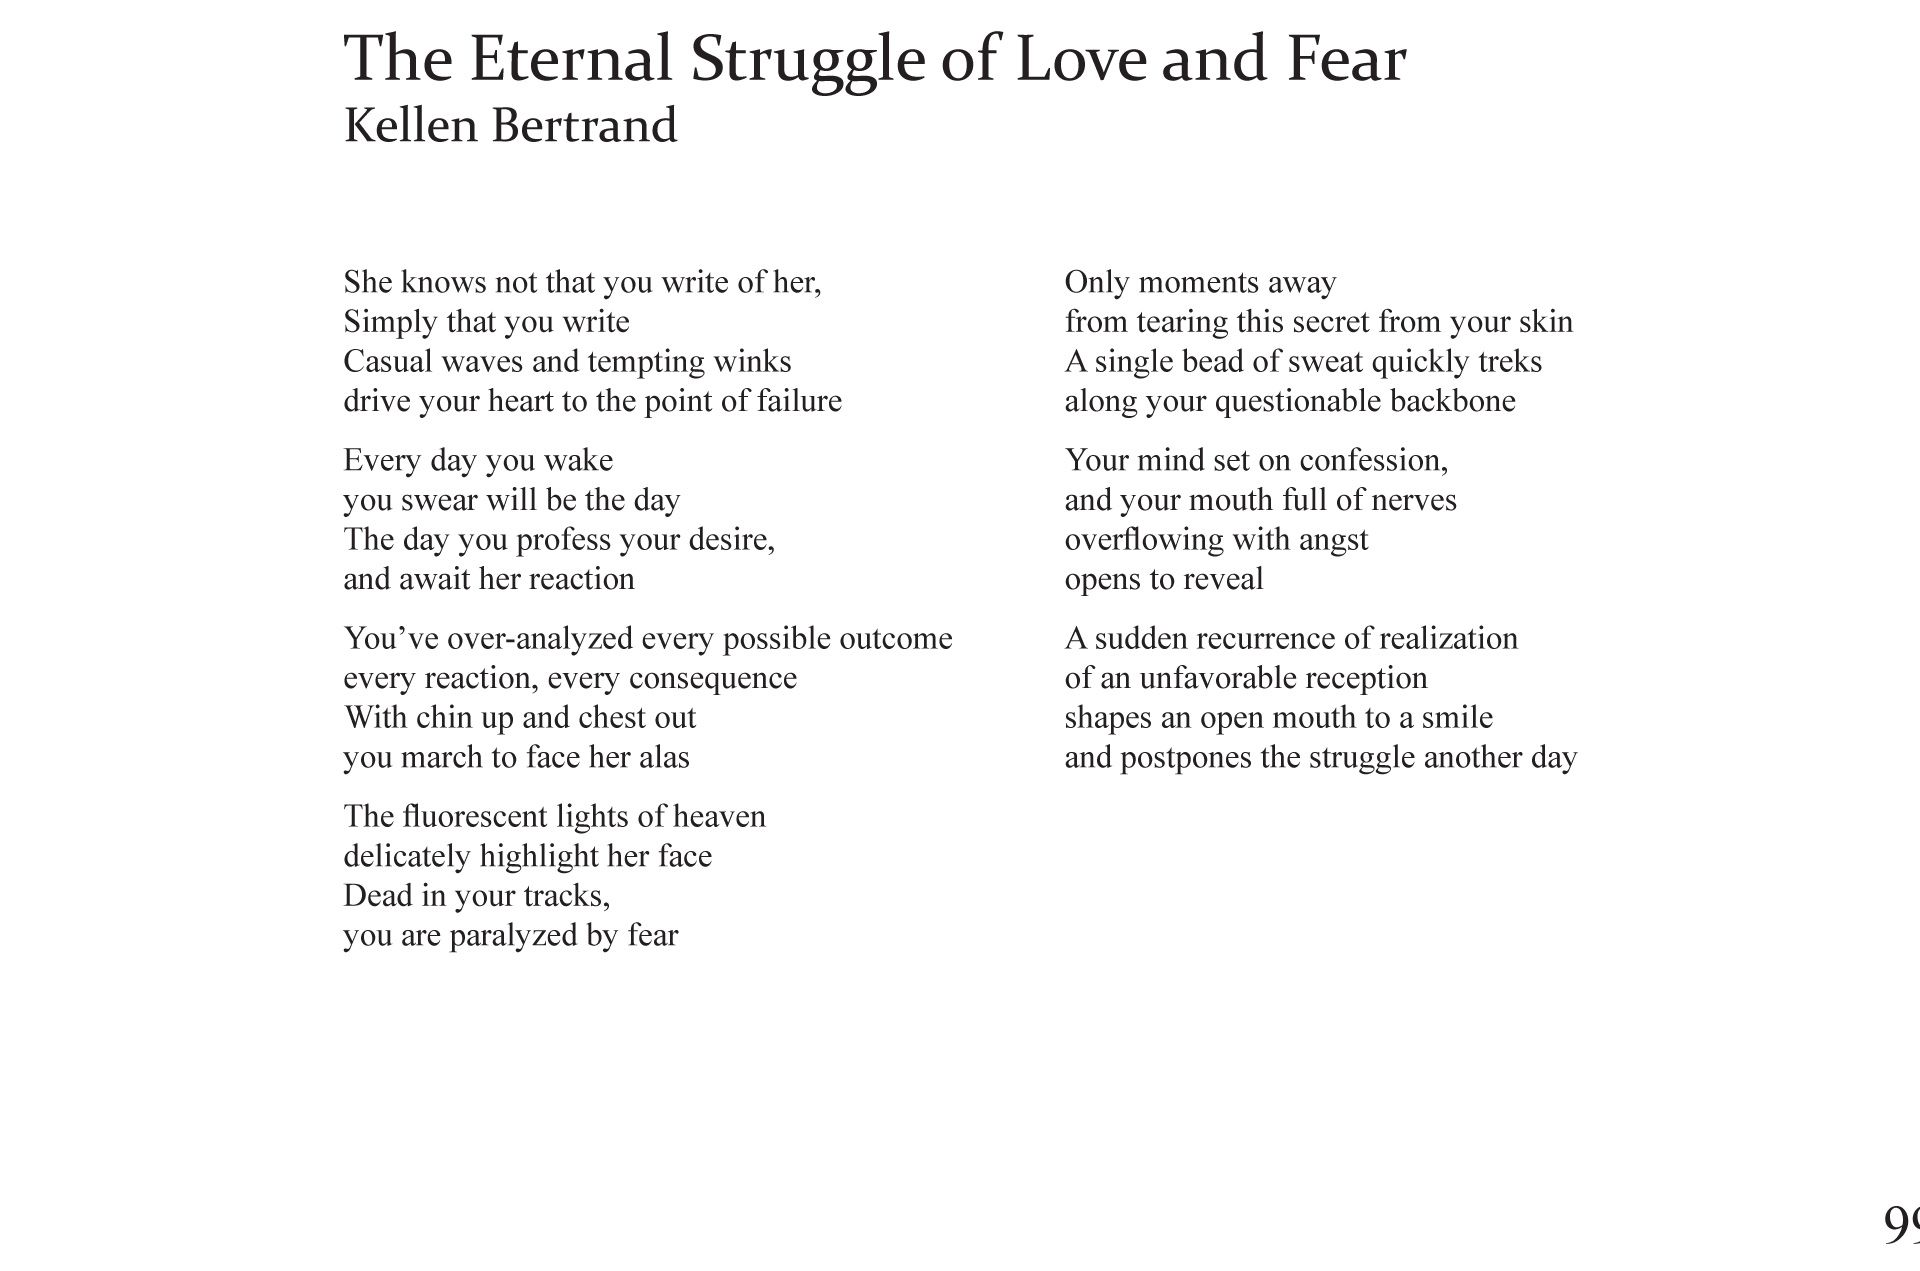 The Eternal Struggle of Love and Fear
Kellen Bertrand
She knows not that you write of her,
Simply that you write
Casual waves and tempting winks
drive your heart to the point of failure
Every day you wake
you swear will be the day
The day you profess your desire,
and await her reaction
You’ve over-analyzed every possible outcome
every reaction, every consequence
With chin up and chest out
you march to face her alas
The fluorescent lights of heaven
delicately highlight her face
Dead in your tracks,
you are paralyzed by fear
Only moments away
from tearing this secret from your skin
A single bead of sweat quickly treks
along your questionable backbone
Your mind set on confession,
and your mouth full of nerves
overflowing with angst
opens to reveal
A sudden recurrence of realization
of an unfavorable reception
shapes an open mouth to a smile
and postpones the struggle another day
99